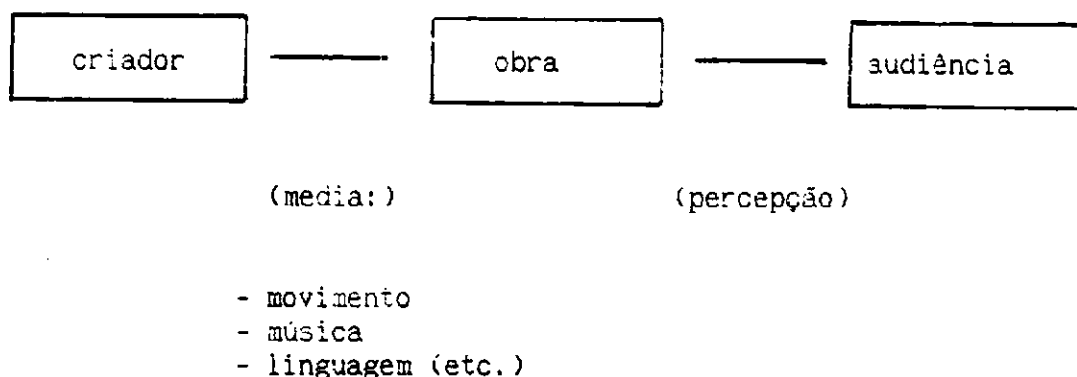 criador obra audiência
(media:) (percepção)
- movimento
- música
- linguagem (etc.)